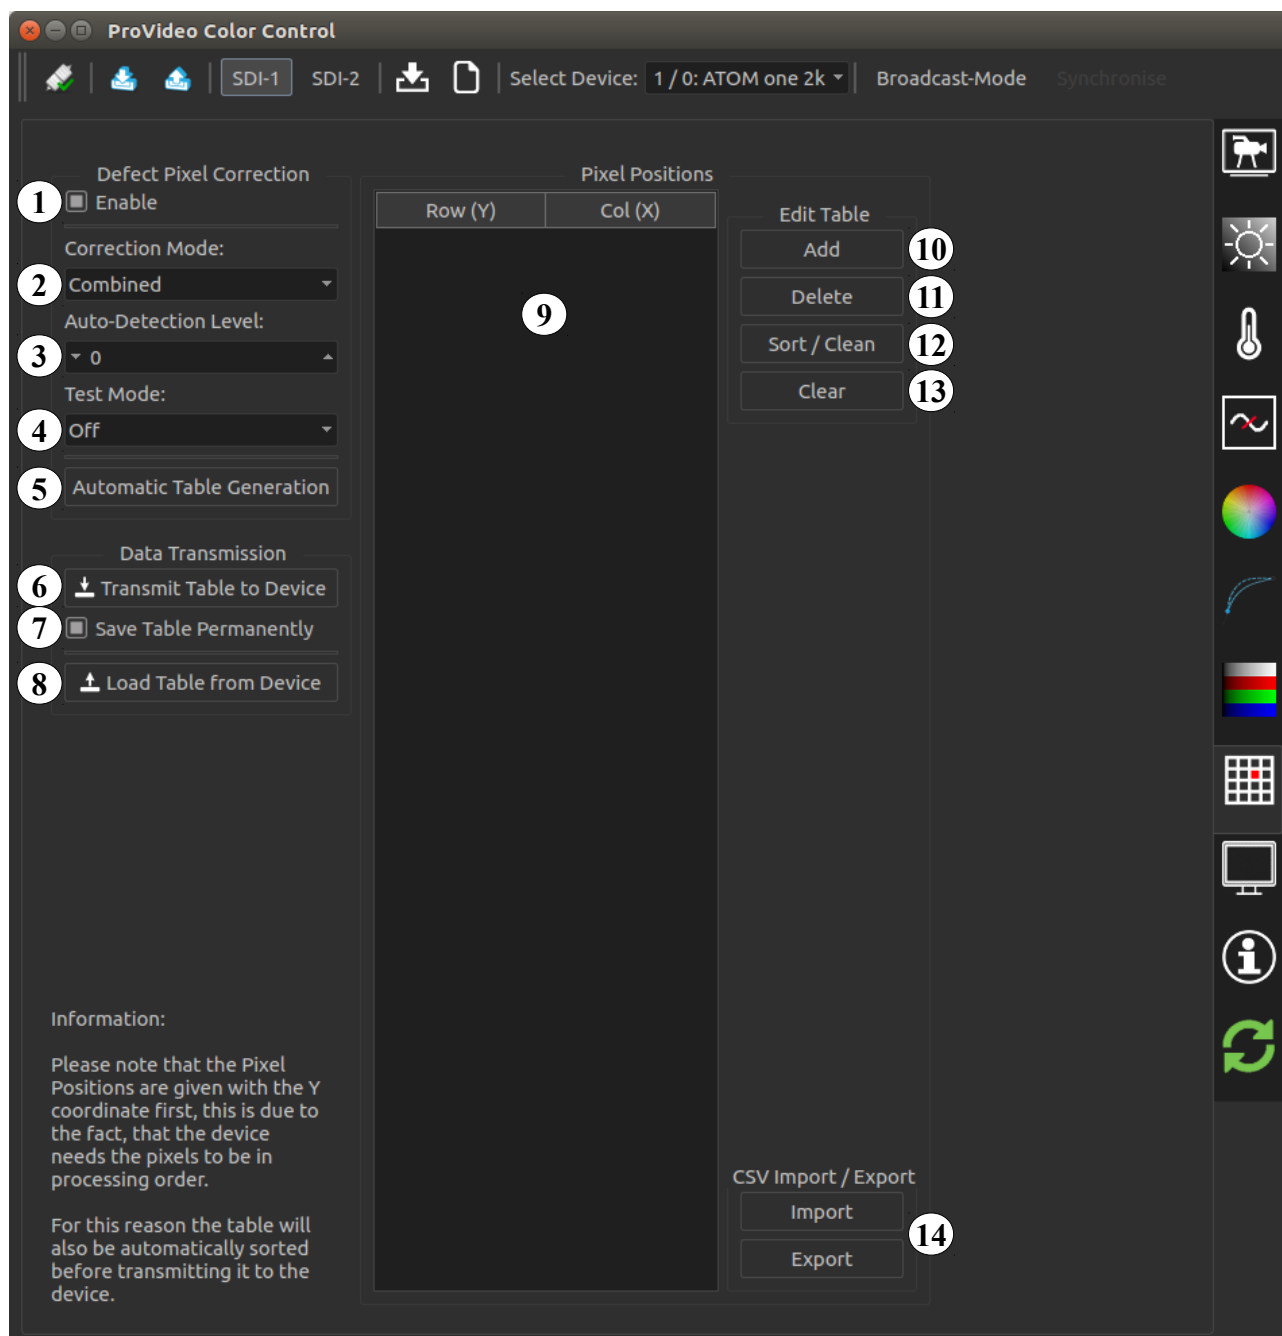 ProVideo Color Control
SDI-1 SDI-2 Select Device: 1 / 0: ATOM one 2k Broadcast-Mode Synchronise
Defect Pixel Correction
1 Enable
Correction Mode:
2 Combined
Auto-Detection Level:
3 0
Test Mode:
4 Off
5 Automatic Table Generation
Data Transmission
6 Transmit Table to Device
7 Save Table Permanently
8 Load Table from Device
Information:
Please note that the Pixel
Positions are given with the Y
coordinate first, this is due to
the fact, that the device
needs the pixels to be in
processing order.
For this reason the table will
also be automatically sorted
before transmitting it to the
device.
Pixel Positions
Row (Y) Col (X)
9
Edit Table
Add 10
Delete 11
Sort / Clean 12
Clear 13
CSV Import / Export
Import
14
Export